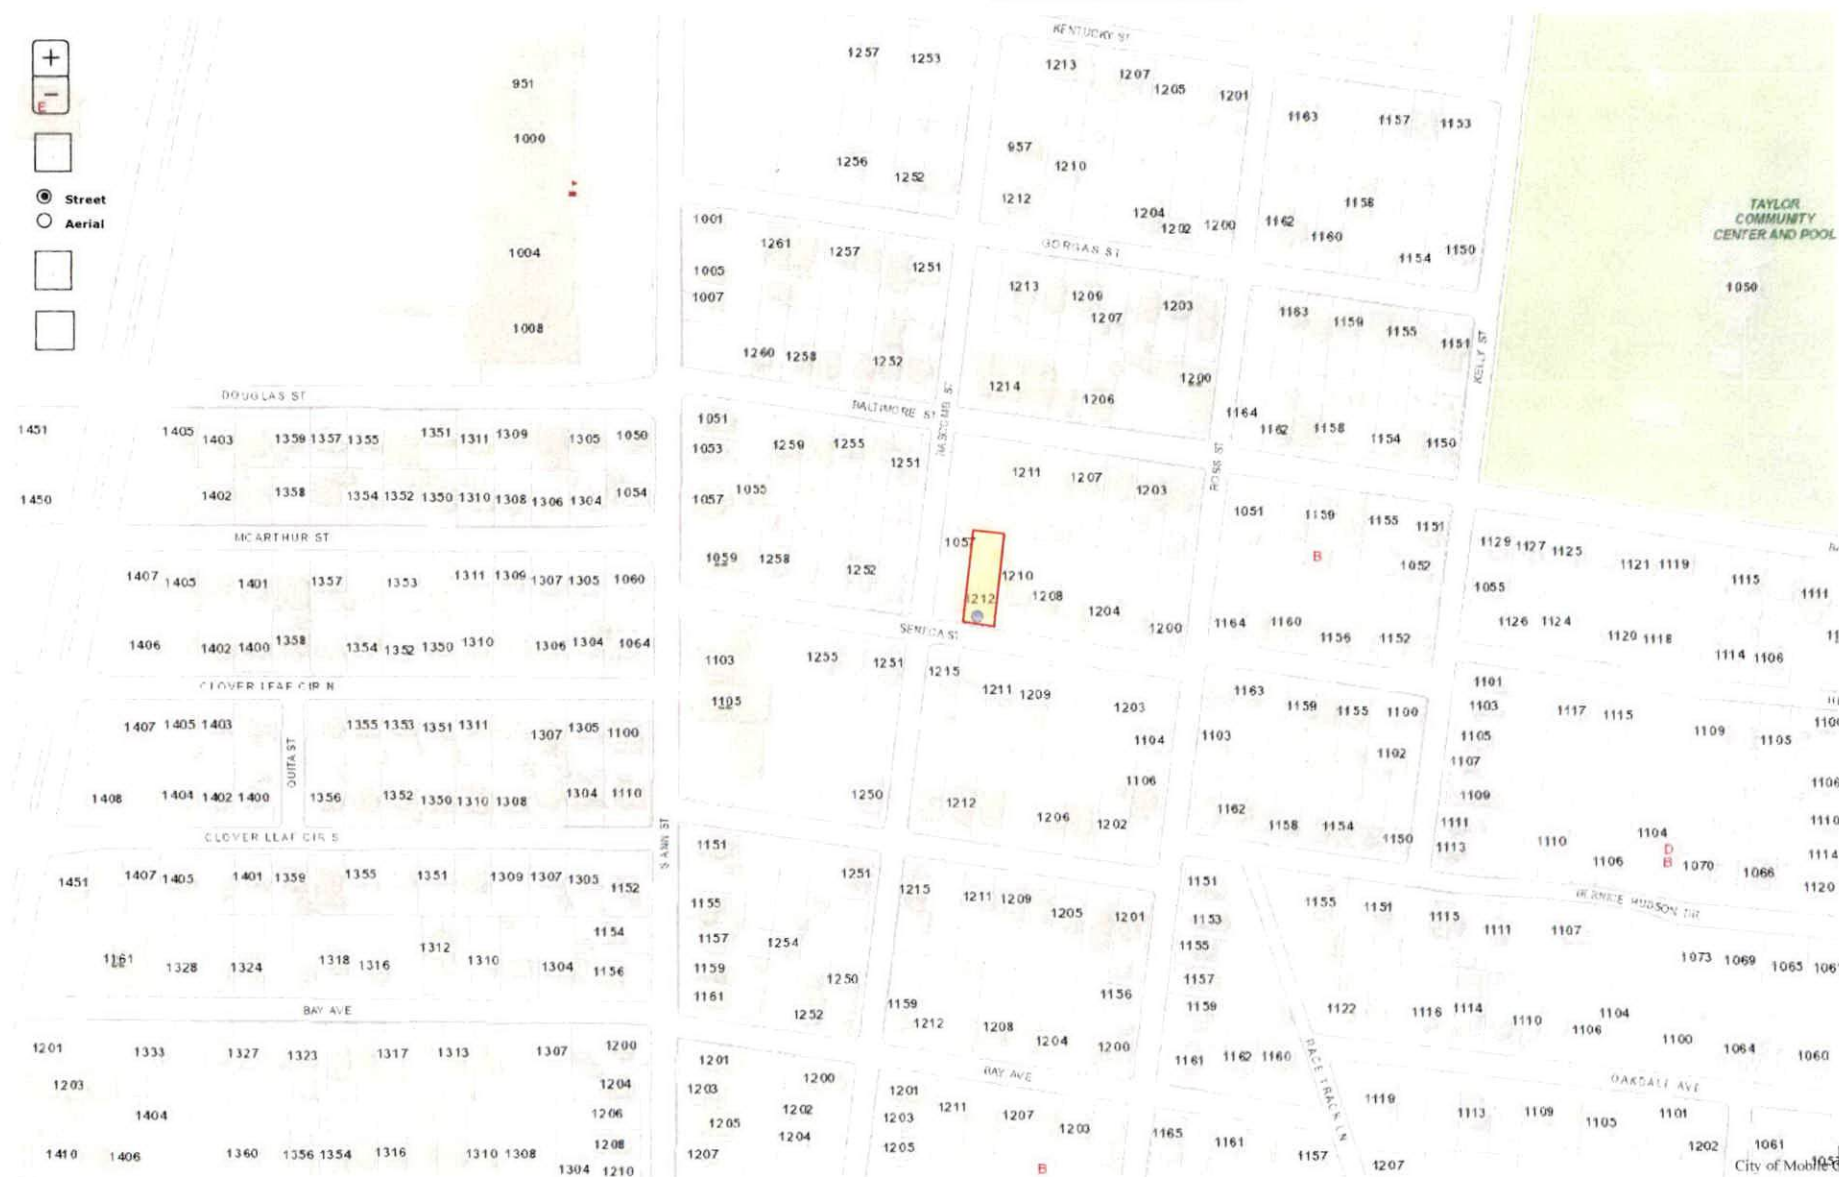 KENTUCKY ST
1257 1253 1213 1207 1205 1201
951 1163 1157 1153
E
1000 957 1210
1256 1252 1212 1158
Street
Aerial
TAYLOR
COMMUNITY
CENTER AND POOL
1204 1202 1200 1162 1160 1154 1150
1001 1261 1257 1251
GORGAS ST
1004 1005 1007
1050
1213 1209 1207 1203 1163 1159 1155 1151
1008
1260 1258 1252 1214 1206 1200
KELLY ST
DOUGLAS ST
BALTIMORE ST
1164 1162 1158 1154 1150
1451 1405 1403 1359 1357 1355 1351 1311 1309 1305 1050
1051 1053 1259 1255 1251
1211 1207 1203
ROSS ST
1450 1402 1358 1354 1352 1350 1310 1308 1306 1304 1054
1057 1055
1051 1159 1155 1151
MCARTHUR ST
1057
B
1052
1129 1127 1125 1121 1119 1115 1111
1407 1405 1401 1357 1353 1311 1309 1307 1305 1060
1059 1258 1252
1210 1212 1208 1204 1200
1055
1164 1160 1156 1152
1126 1124 1120 1118 1114 1106
SENECA ST
1406 1402 1400 1358 1354 1352 1350 1310 1306 1304 1064
1103 1255 1251 1215 1211 1209 1203
1163 1159 1155 1100
1101 1103 1117 1115 1109 1105
CLOVER LEAF CIR N
1105
1407 1405 1403 1355 1353 1351 1311 1307 1305 1100
1104 1103 1102
1105 1107
QUITA ST
1106 1109 1106
1408 1404 1402 1400 1356 1352 1350 1310 1308 1304 1110
1250 1212 1206 1202
1162 1158 1154 1150
1111 1113 1110 1106 1104
D
B
1070 1066 1110 1114 1120
CLOVER LEAF CIR S
S ANN ST
1151 1251
1451 1407 1405 1401 1359 1355 1351 1309 1307 1305 1152
1155 1215 1211 1209 1205 1201
1151 1153 1155 1151 1115
BERNICE HUDSON DR
1154
1157 1254
1155 1111 1107
1161 1328 1324 1318 1316 1312 1310 1304 1156
1159 1250
1157 1073 1069 1065
1161 1252 1159 1212 1208 1204 1200 1156
1159 1122 1116 1114 1110 1106 1104 1100 1064 1060
BAY AVE
1201 1333 1327 1323 1317 1313 1307 1200
1201 1200
BAY AVE
1161 1162 1160
RACE TRACK LN
OAKDALE AVE
1203 1204
1203 1202 1201 1211 1207 1203
1119 1113 1109 1105 1101
1404 1206
1205 1204 1203 1205
1165 1161
1202 1061
1410 1406 1360 1356 1354 1316 1310 1308 1304 1208 1210
1207
B
1157 1207
City of Mobile